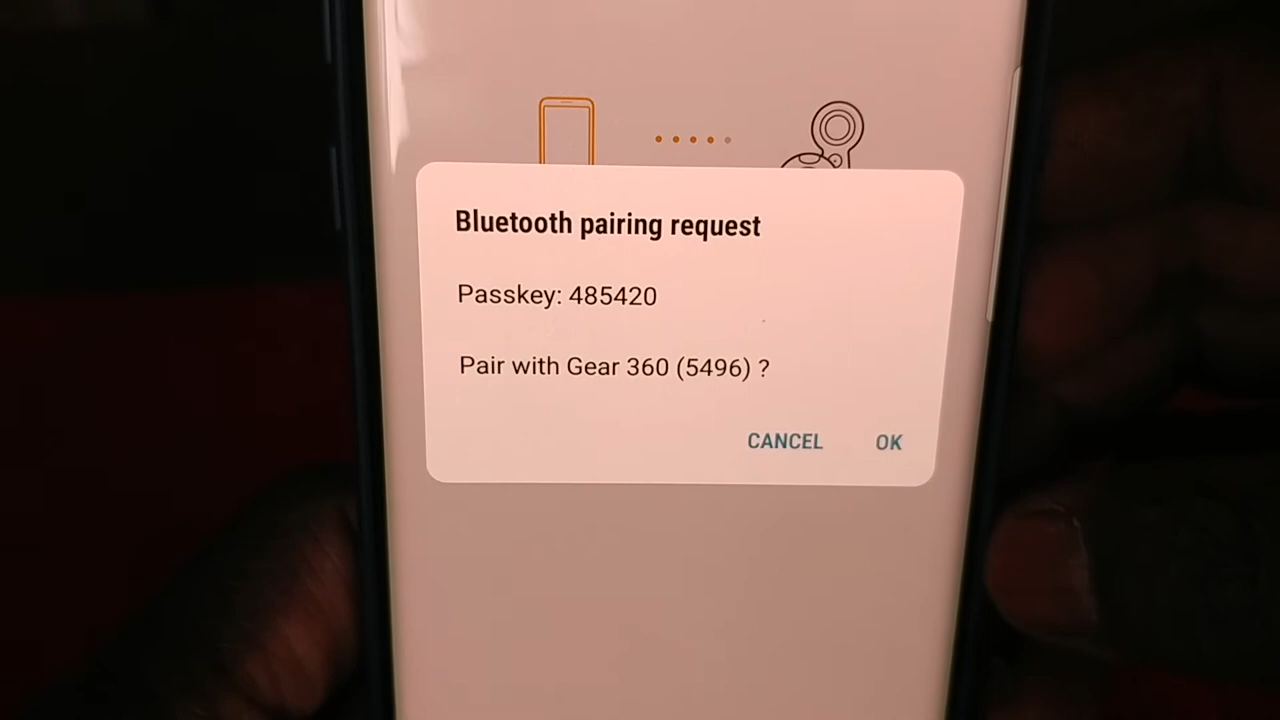 Bluetooth pairing request
Passkey: 485420
Pair with Gear 360 (5496) ?
CANCEL OK